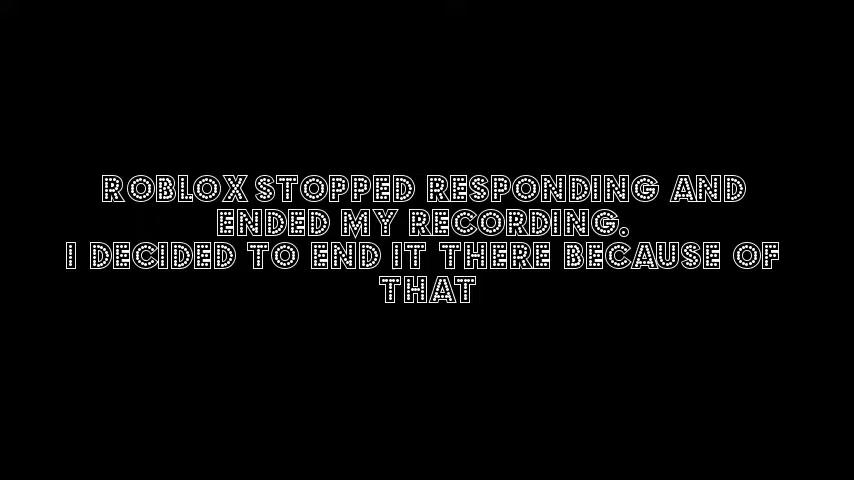 ROBLOX STOPPED RESPONDING AND
ENDED MY RECORDING.
I DECIDED TO END IT THERE BECAUSE OF
THAT